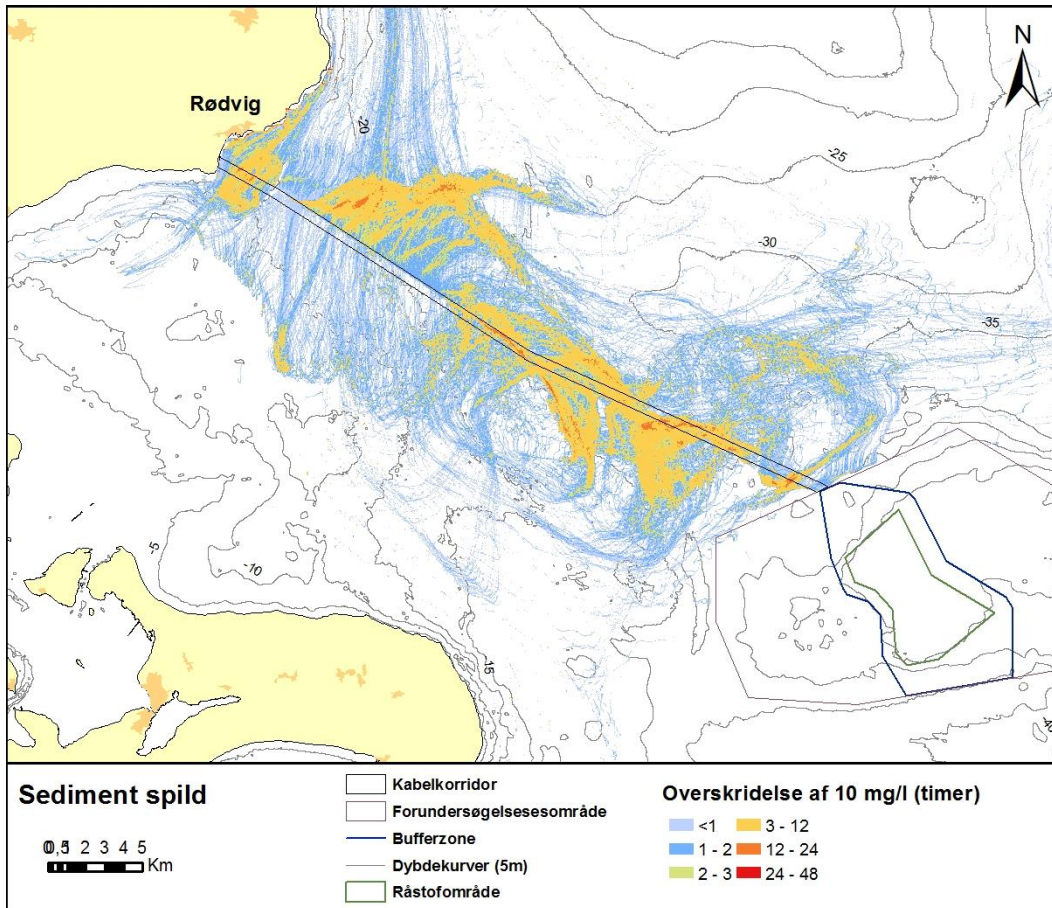 N
Rødvig
-20
-25
-30
-35
-5
-10
-15
-40
Sediment spild
0 0,5 1 2 3 4 5
Km
Kabelkorridor
Forundersøgelsesesområde
Bufferzone
Dybdekurver (5m)
Råstofområde
Overskridelse af 10 mg/l (timer)
<1
1 - 2
2 - 3
3 - 12
12 - 24
24 - 48